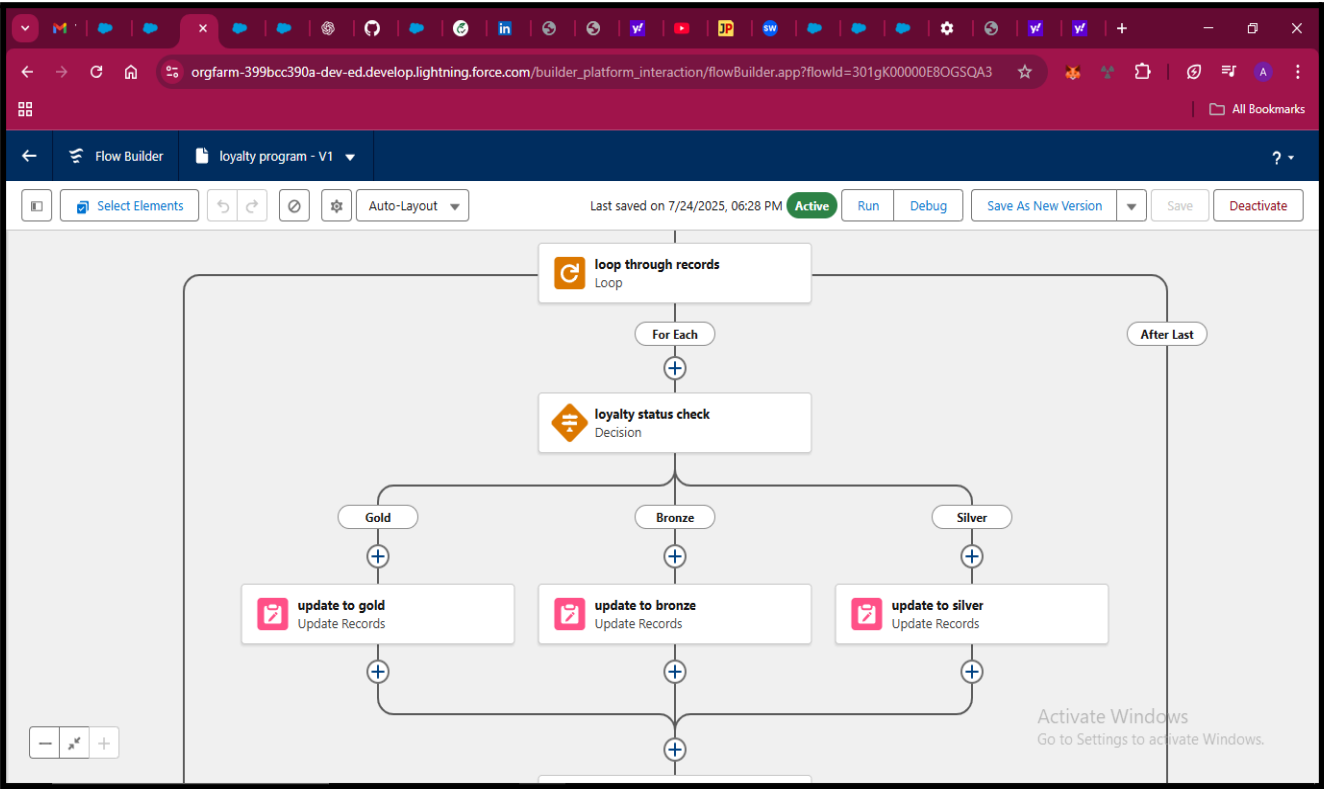 orgfarm-399bcc390a-dev-ed.develop.lightning.force.com/builder_platform_interaction/flowBuilder.app?flowId=301gK00000E8OGSQA3
A
All Bookmarks
Flow Builder
loyalty program - V1
?
Select Elements
Auto-Layout
Last saved on 7/24/2025, 06:28 PM
Active
Run
Debug
Save As New Version
Save
Deactivate
loop through records
Loop
For Each
After Last
loyalty status check
Decision
Gold
Bronze
Silver
update to gold
Update Records
update to bronze
Update Records
update to silver
Update Records
Activate Windows
Go to Settings to activate Windows.